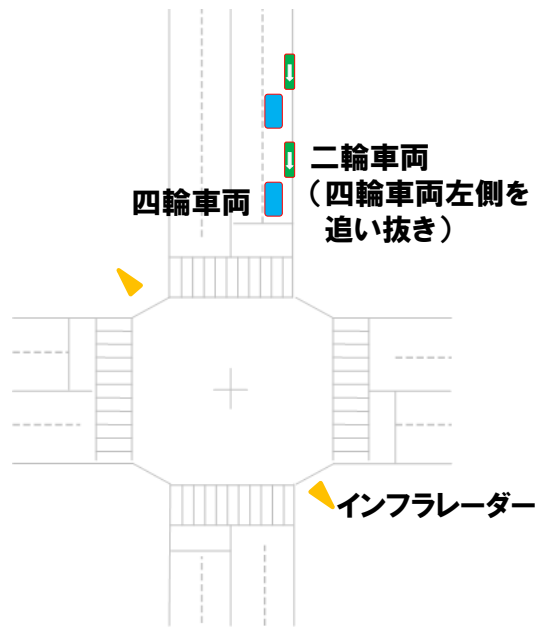 二輪車両
（四輪車両左側を
追い抜き）
四輪車両
インフラレーダー